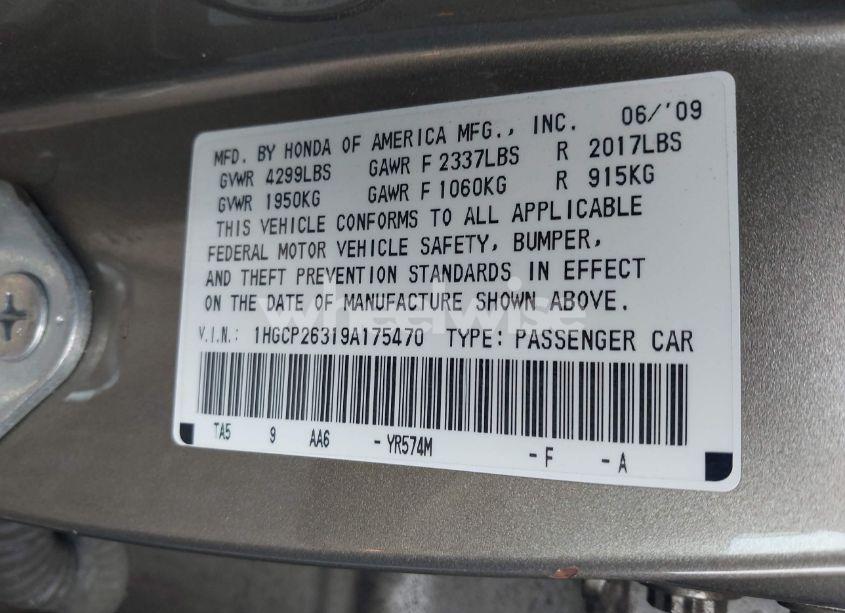 MFD. BY HONDA OF AMERICA MFG., INC. 06/'09
GVWR 4299LBS GAWR F 2337LBS R 2017LBS
GVWR 1950KG GAWR F 1060KG R 915KG
THIS VEHICLE CONFORMS TO ALL APPLICABLE
FEDERAL MOTOR VEHICLE SAFETY, BUMPER,
AND THEFT PREVENTION STANDARDS IN EFFECT
ON THE DATE OF MANUFACTURE SHOWN ABOVE.
wheelwise
V.I.N.: 1HGCP26319A175470 TYPE: PASSENGER CAR
TA5 9 AA6 -YR574M -F -A